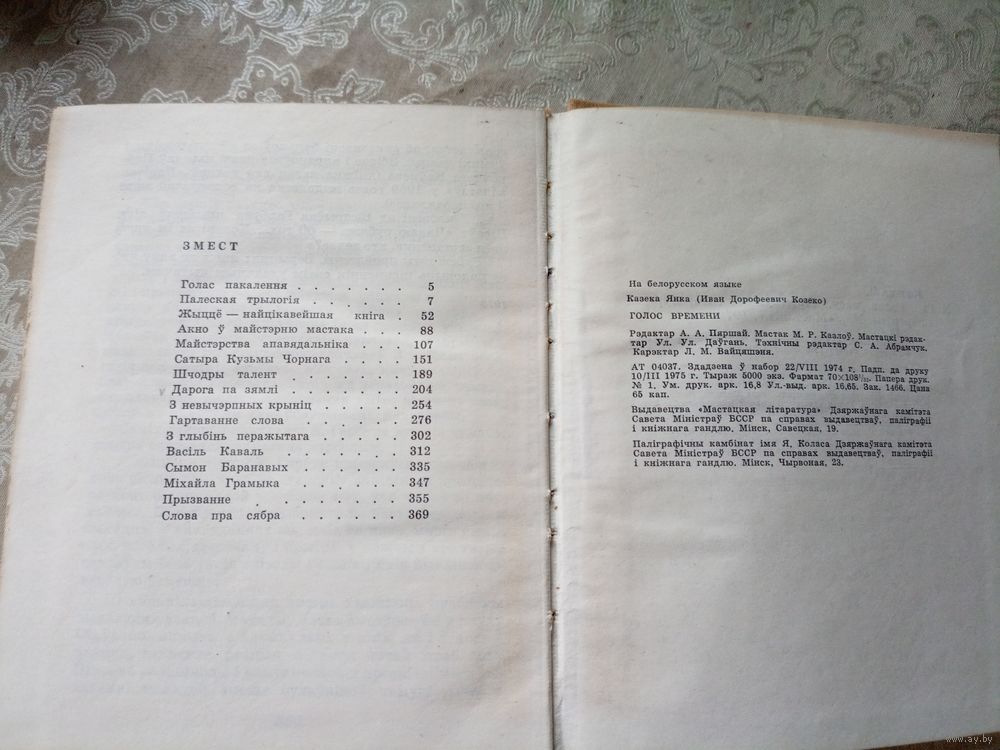 ЗМЕСТ
Голас пакалення . . . . . . . 5
Палеская трылогія . . . . . . 7
Жыццё — найцікавейшая кніга . 52
Акно ў майстэрню мастака . . . 88
Майстэрства апавядальніка . . . 107
Сатыра Кузьмы Чорнага . . . . 151
Шчодры талент . . . . . . 189
Дарога па зямлі . . . . . . 204
З невычэрпных крыніц . . . . . 254
Гартаванне слова . . . . . . 276
З глыбінь перажытага . . . . . 302
Васіль Каваль . . . . . . 312
Сымон Баранавых . . . . . . 335
Міхайла Грамыка . . . . . . 347
Прызванне . . . . . . . . 355
Слова пра сябра . . . . . . 369
На белорусском языке
Казека Янка (Иван Дорофеевич Козеко)
ГОЛОС ВРЕМЕНИ
Рэдактар А. А. Пяршай. Мастак М. Р. Казлоў. Мастацкі рэдак-
тар Ул. Ул. Даўгань. Тэхнічны рэдактар С. А. Абрамчук.
Карэктар Л. М. Вайцяшэня.
АТ 04037. Здадзена ў набор 22/VIII 1974 г. Падп. да друку
10/III 1975 г. Тыраж 5000 экз. Фармат 70×108 1/32. Папера друк.
№ 1. Ум. друк. арк. 16,8 Ул.-выд. арк. 16,65. Зак. 1466. Цана
65 кап.
Выдавецтва «Мастацкая літаратура» Дзяржаўнага камітэта
Савета Міністраў БССР па справах выдавецтваў, паліграфіі
і кніжнага гандлю. Мінск, Савецкая, 19.
Паліграфічны камбінат імя Я. Коласа Дзяржаўнага камітэта
Савета Міністраў БССР па справах выдавецтваў, паліграфіі
і кніжнага гандлю. Мінск, Чырвоная, 23.
www.ay.by